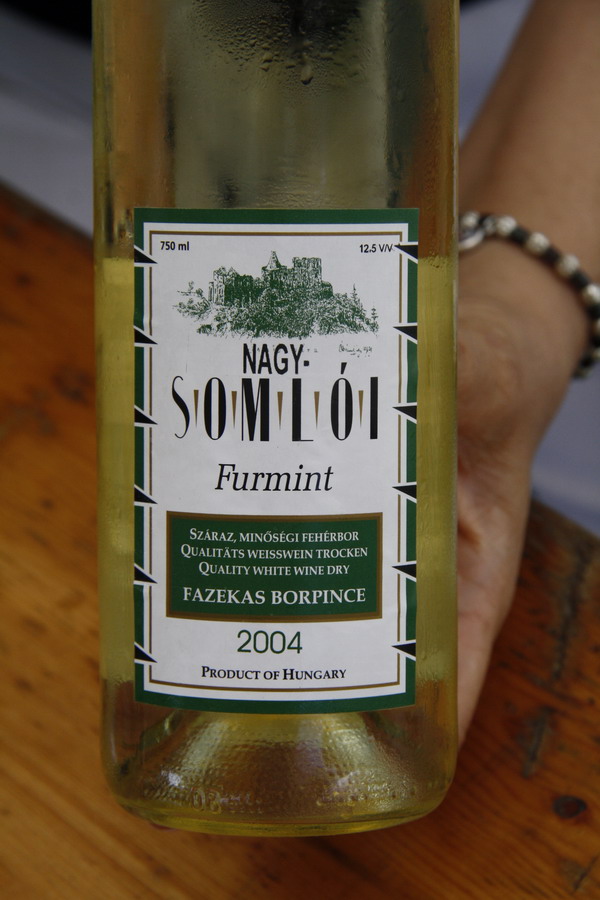 750 ml
12.5 V/V
NAGY-
SOMLÓI
Furmint
SZÁRAZ, MINŐSÉGI FEHÉRBOR
QUALITÄTS WEISSWEIN TROCKEN
QUALITY WHITE WINE DRY
FAZEKAS BORPINCE
2004
PRODUCT OF HUNGARY